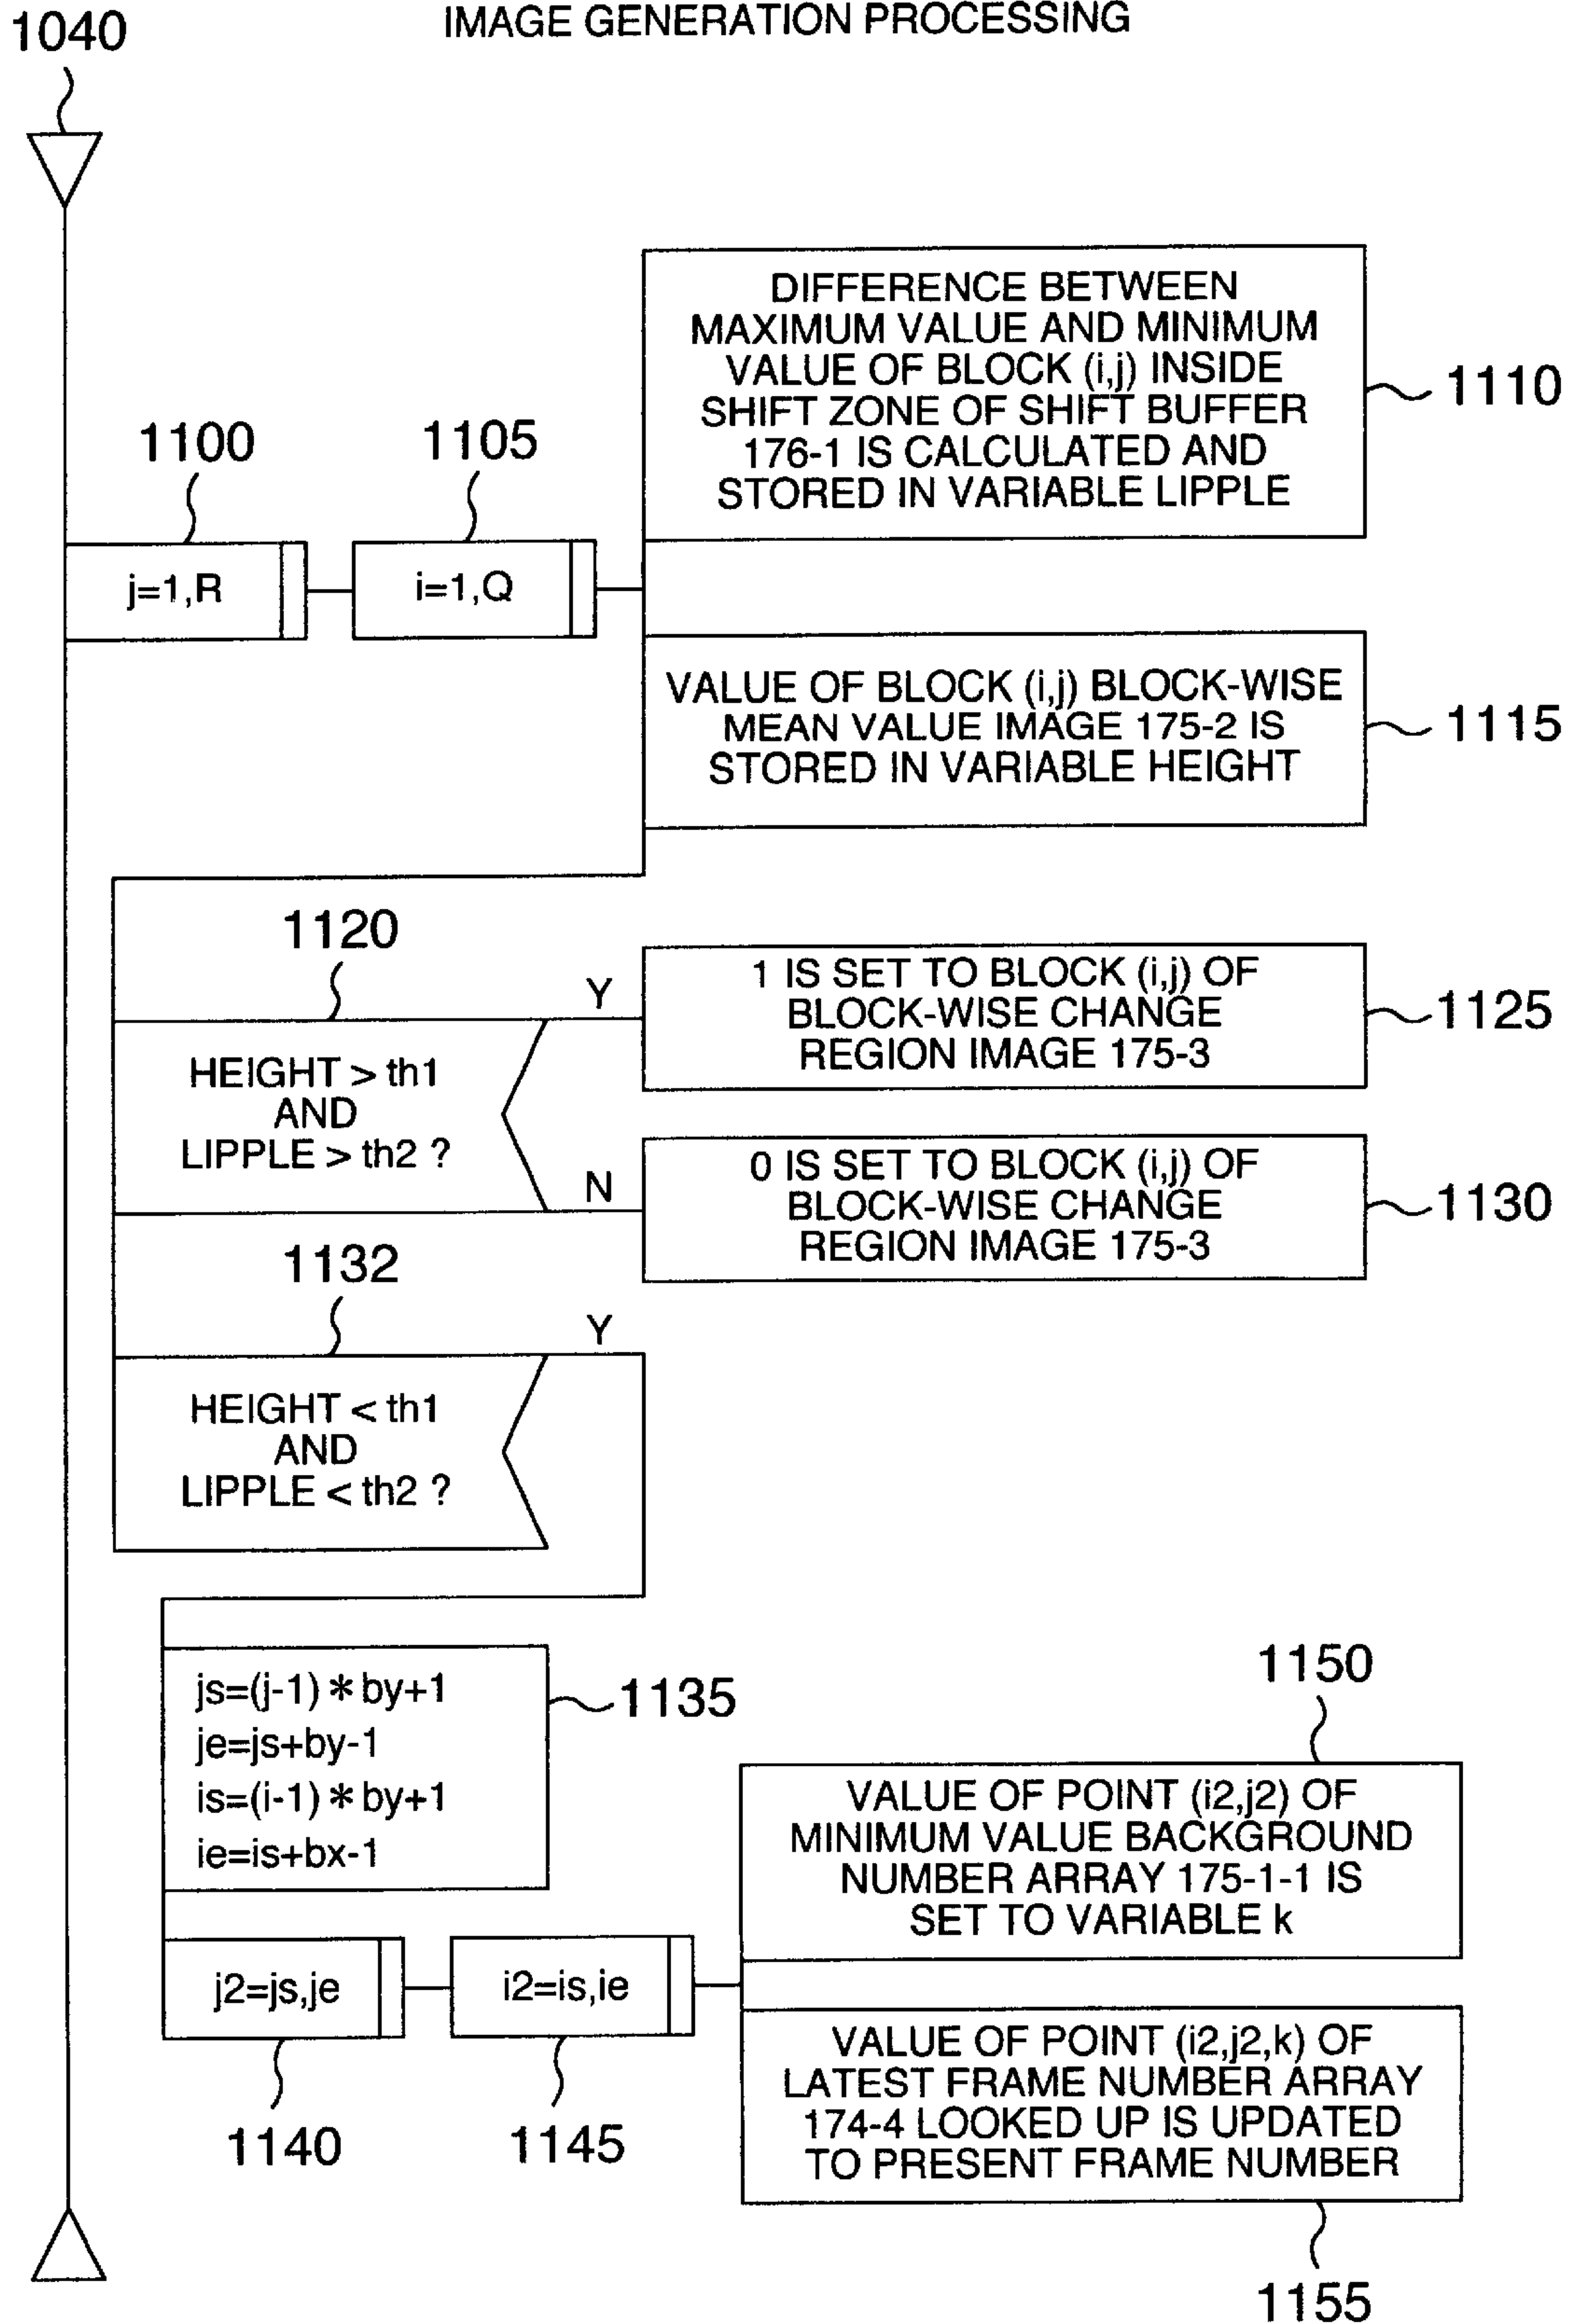 IMAGE GENERATION PROCESSING
1040
DIFFERENCE BETWEEN
MAXIMUM VALUE AND MINIMUM
VALUE OF BLOCK (i,j) INSIDE
SHIFT ZONE OF SHIFT BUFFER
176-1 IS CALCULATED AND
STORED IN VARIABLE LIPPLE
1110
1100
1105
j=1,R
i=1,Q
VALUE OF BLOCK (i,j) BLOCK-WISE
MEAN VALUE IMAGE 175-2 IS
STORED IN VARIABLE HEIGHT
1115
1120
HEIGHT > th1
AND
LIPPLE > th2 ?
Y
1 IS SET TO BLOCK (i,j) OF
BLOCK-WISE CHANGE
REGION IMAGE 175-3
1125
N
0 IS SET TO BLOCK (i,j) OF
BLOCK-WISE CHANGE
REGION IMAGE 175-3
1130
1132
Y
HEIGHT < th1
AND
LIPPLE < th2 ?
js=(j-1) * by+1
je=js+by-1
is=(i-1) * by+1
ie=is+bx-1
1135
1150
VALUE OF POINT (i2,j2) OF
MINIMUM VALUE BACKGROUND
NUMBER ARRAY 175-1-1 IS
SET TO VARIABLE k
j2=js,je
i2=is,ie
1140
1145
VALUE OF POINT (i2,j2,k) OF
LATEST FRAME NUMBER ARRAY
174-4 LOOKED UP IS UPDATED
TO PRESENT FRAME NUMBER
1155